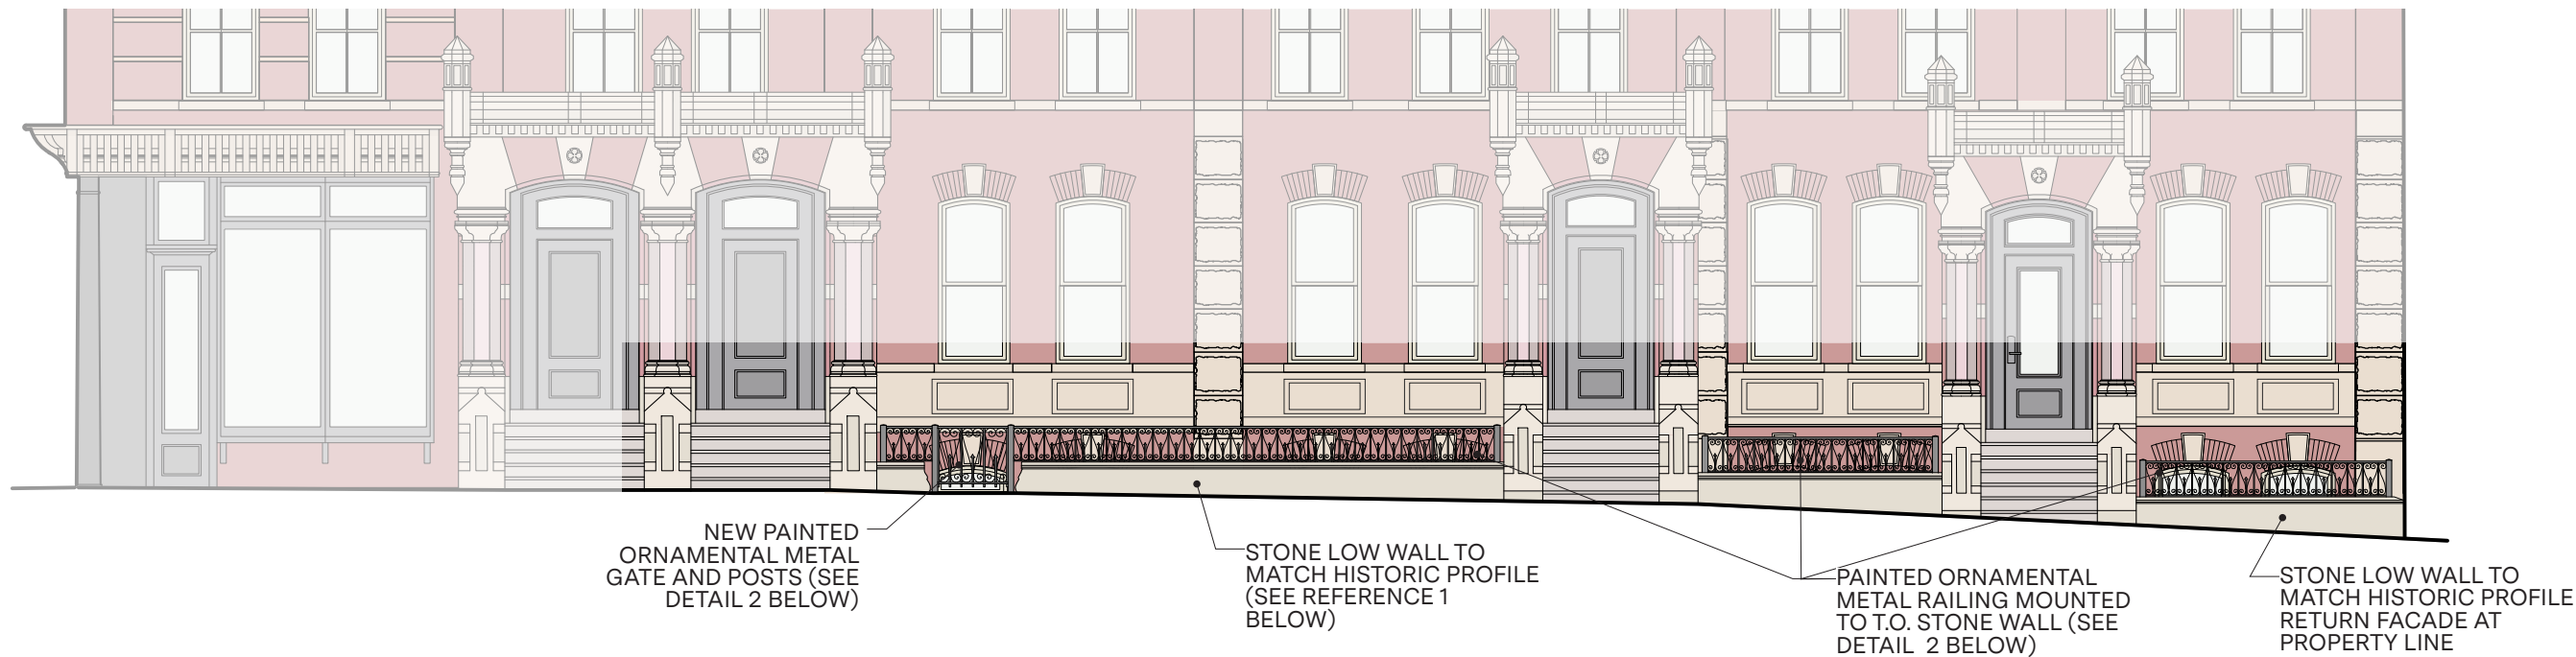 NEW PAINTED
ORNAMENTAL METAL
GATE AND POSTS (SEE
DETAIL 2 BELOW)
STONE LOW WALL TO
MATCH HISTORIC PROFILE
(SEE REFERENCE 1
BELOW)
PAINTED ORNAMENTAL
METAL RAILING MOUNTED
TO T.O. STONE WALL (SEE
DETAIL 2 BELOW)
STONE LOW WALL TO
MATCH HISTORIC PROFILE
RETURN FACADE AT
PROPERTY LINE